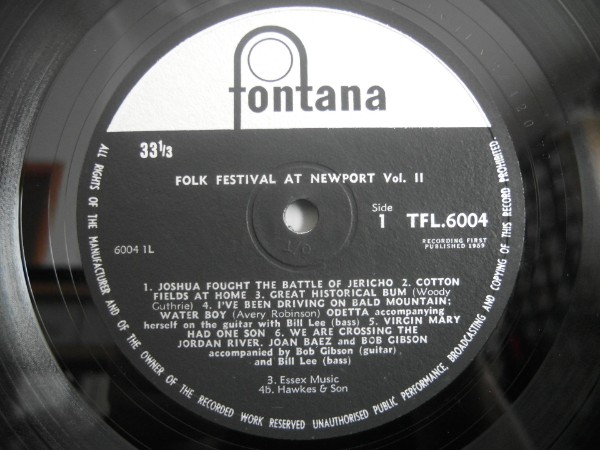 fontana
33 1/3
FOLK FESTIVAL AT NEWPORT Vol. II
Side
1 TFL.6004
6004 1L
RECORDING FIRST
PUBLISHED 1959
1. JOSHUA FOUGHT THE BATTLE OF JERICHO 2. COTTON
FIELDS AT HOME 3. GREAT HISTORICAL BUM (Woody
Guthrie) 4. I'VE BEEN DRIVING ON BALD MOUNTAIN;
WATER BOY (Avery Robinson) ODETTA accompanying
herself on the guitar with Bill Lee (bass) 5. VIRGIN MARY
HAD ONE SON 6. WE ARE CROSSING THE
JORDAN RIVER. JOAN BAEZ and BOB GIBSON
accompanied by Bob Gibson (guitar)
and Bill Lee (bass)
3. Essex Music
4b. Hawkes & Son
ALL RIGHTS OF THE MANUFACTURER AND OF THE OWNER OF THE RECORDED WORK RESERVED UNAUTHORISED PUBLIC PERFORMANCE, BROADCASTING AND COPYING OF THIS RECORD PROHIBITED.